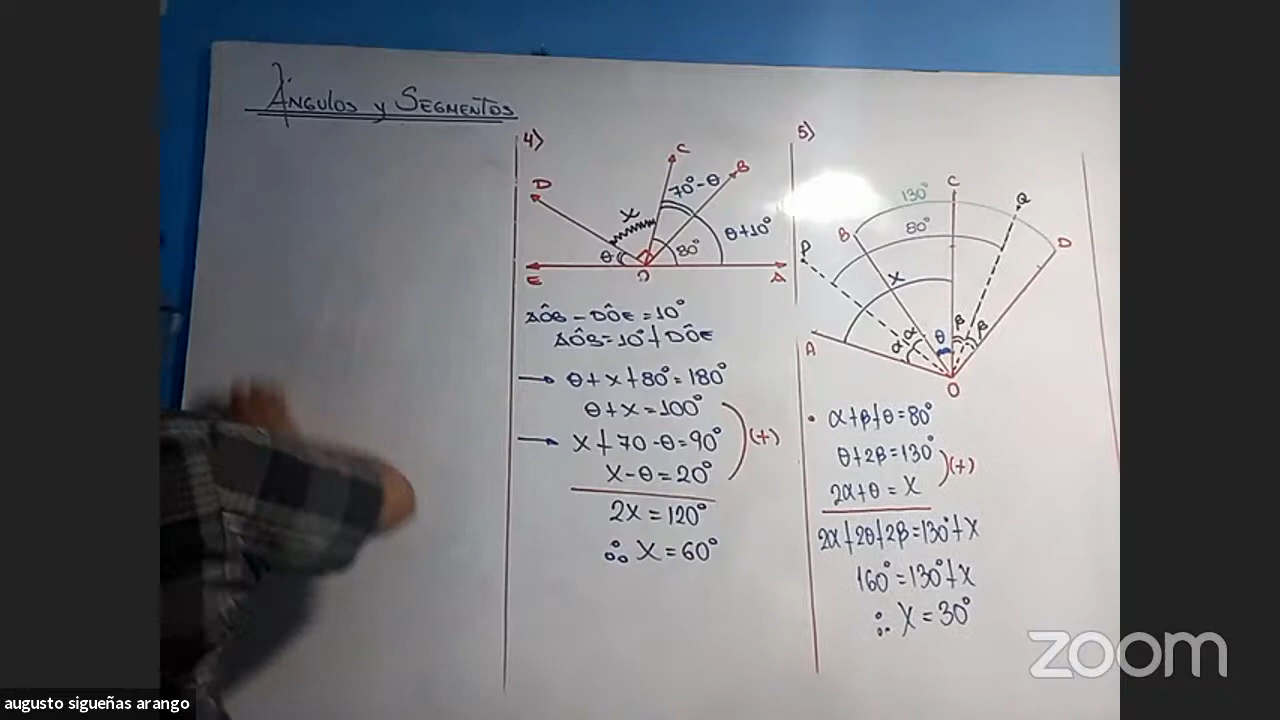 Ángulos y Segmentos
4)
C
B
D
70°-θ
X
θ+10°
θ
80°
E
O
A
AÔB - DÔE = 10°
AÔB = 10° + DÔE
→ θ + X + 80° = 180°
θ + X = 100°
→ X + 70 - θ = 90°
(+)
X - θ = 20°
2X = 120°
∴ X = 60°
5)
C
130°
Q
B
80°
D
P
X
A
α
α
θ
β
β
O
• α + β + θ = 80°
θ + 2β = 130°
(+)
2α + θ = X
2α + 2θ + 2β = 130° + X
160° = 130° + X
∴ X = 30°
zoom
augusto sigueñas arango